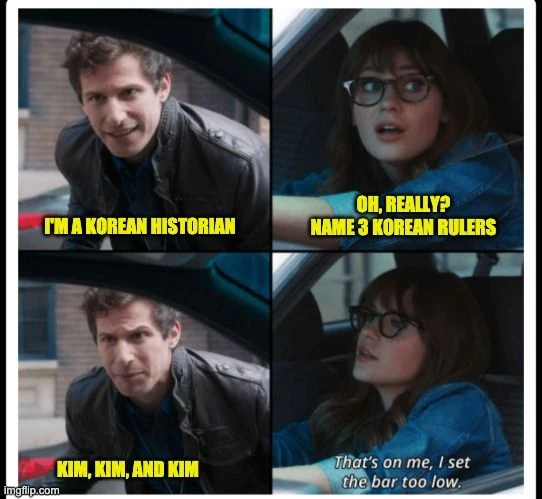 I'M A KOREAN HISTORIAN
OH, REALLY?
NAME 3 KOREAN RULERS
KIM, KIM, AND KIM
That's on me, I set
the bar too low.
imgflip.com